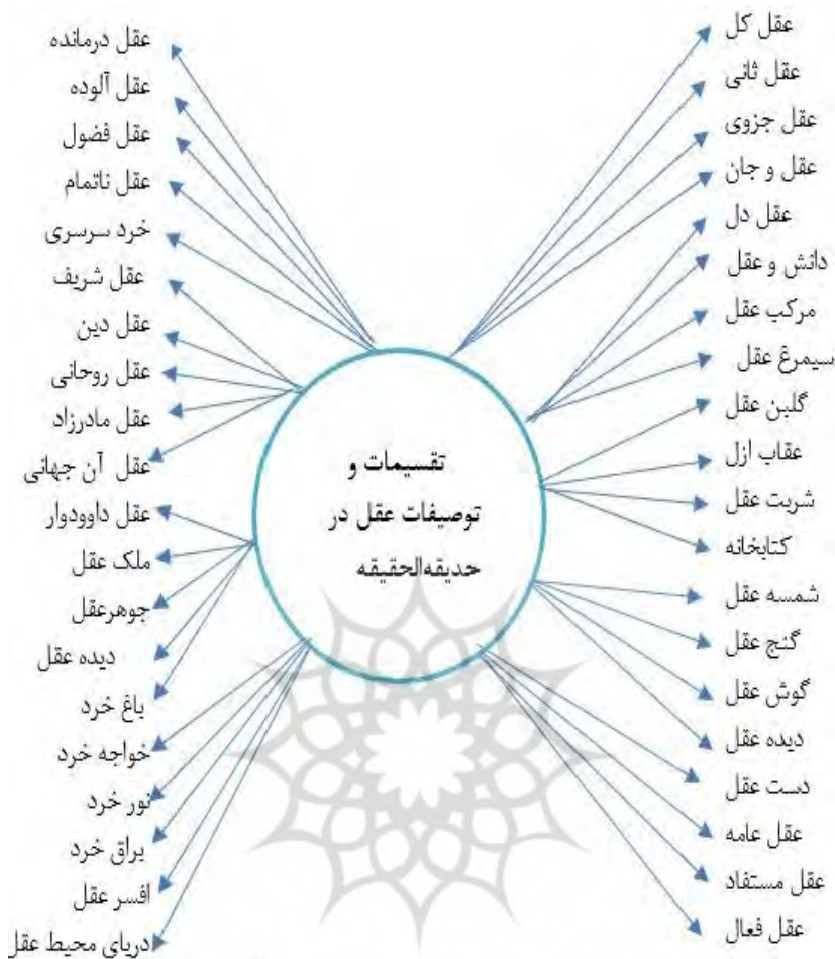 عقل کل
عقل ثانی
عقل جزوی
عقل و جان
عقل دل
دانش و عقل
مرکب عقل
سیمرغ عقل
گلبن عقل
عقاب ازل
شربت عقل
کتابخانه
شمسه عقل
گنج عقل
گوش عقل
دیده عقل
دست عقل
عقل عامه
عقل مستفاد
عقل فعال
تقسیمات و
توصیفات عقل در
حدیقه‌الحقیقه
عقل درمانده
عقل آلوده
عقل فضول
عقل ناتمام
خرد سرسری
عقل شریف
عقل دین
عقل روحانی
عقل مادرزاد
عقل آن جهانی
عقل داوودوار
ملک عقل
جوهرعقل
دیده عقل
باغ خرد
خواجه خرد
نور خرد
براق خرد
افسر عقل
دریای محیط عقل